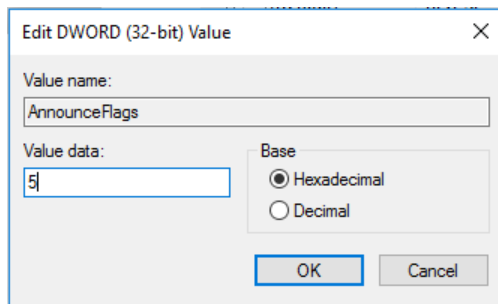 Edit DWORD (32-bit) Value
Value name:
AnnounceFlags
Value data:
5
Base
Hexadecimal
Decimal
OK
Cancel